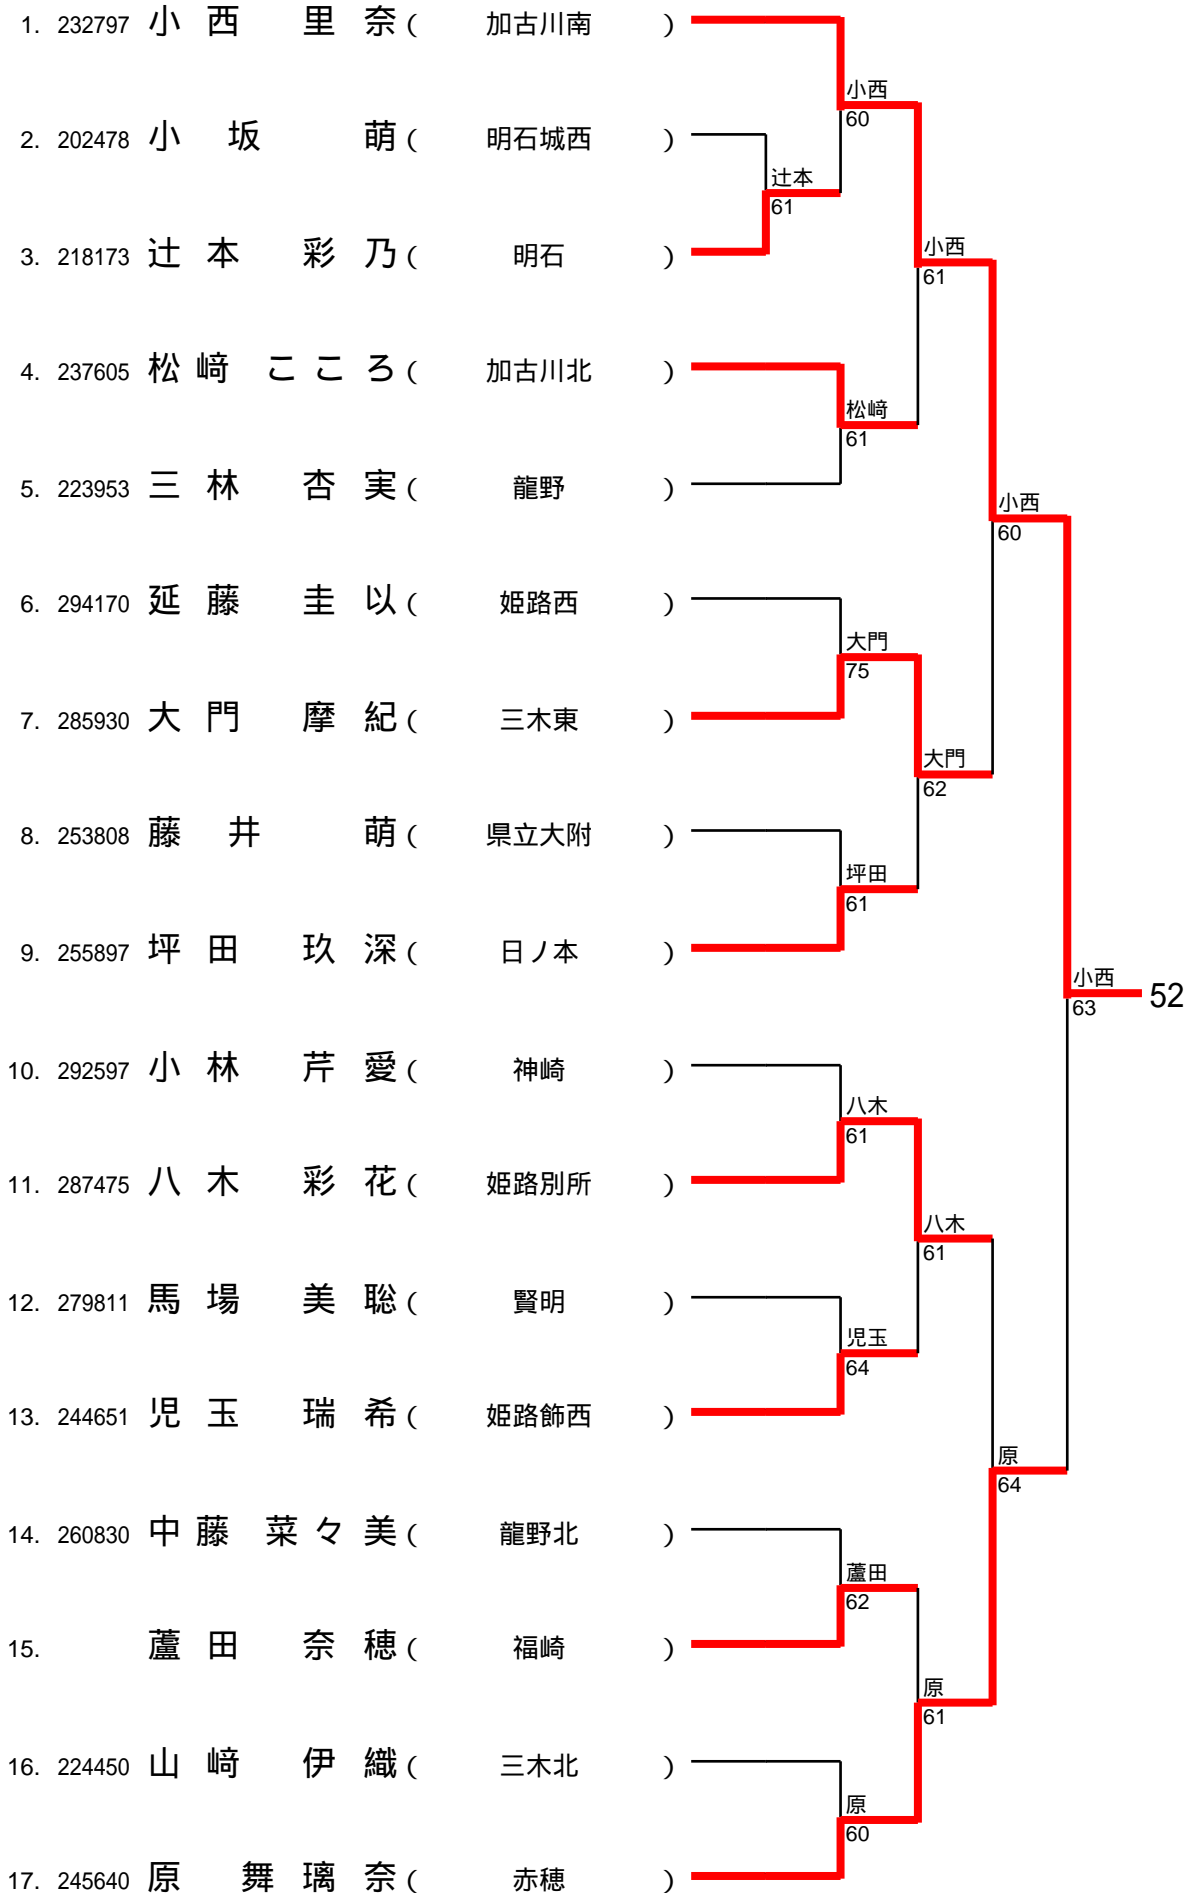 1. 232797 小西 里奈 ( 加古川南 )
小西
60
2. 202478 小坂 萌 ( 明石城西 )
辻本
61
3. 218173 辻本 彩乃 ( 明石 )
小西
61
4. 237605 松﨑 こころ ( 加古川北 )
松﨑
61
5. 223953 三林 杏実 ( 龍野 )
小西
60
6. 294170 延藤 圭以 ( 姫路西 )
大門
75
7. 285930 大門 摩紀 ( 三木東 )
大門
62
8. 253808 藤井 萌 ( 県立大附 )
坪田
61
9. 255897 坪田 玖深 ( 日ノ本 )
小西
63
52
10. 292597 小林 芹愛 ( 神崎 )
八木
61
11. 287475 八木 彩花 ( 姫路別所 )
八木
61
12. 279811 馬場 美聡 ( 賢明 )
児玉
64
13. 244651 児玉 瑞希 ( 姫路飾西 )
原
64
14. 260830 中藤 菜々美 ( 龍野北 )
蘆田
62
15. 蘆田 奈穂 ( 福崎 )
原
61
16. 224450 山﨑 伊織 ( 三木北 )
原
60
17. 245640 原 舞璃奈 ( 赤穂 )